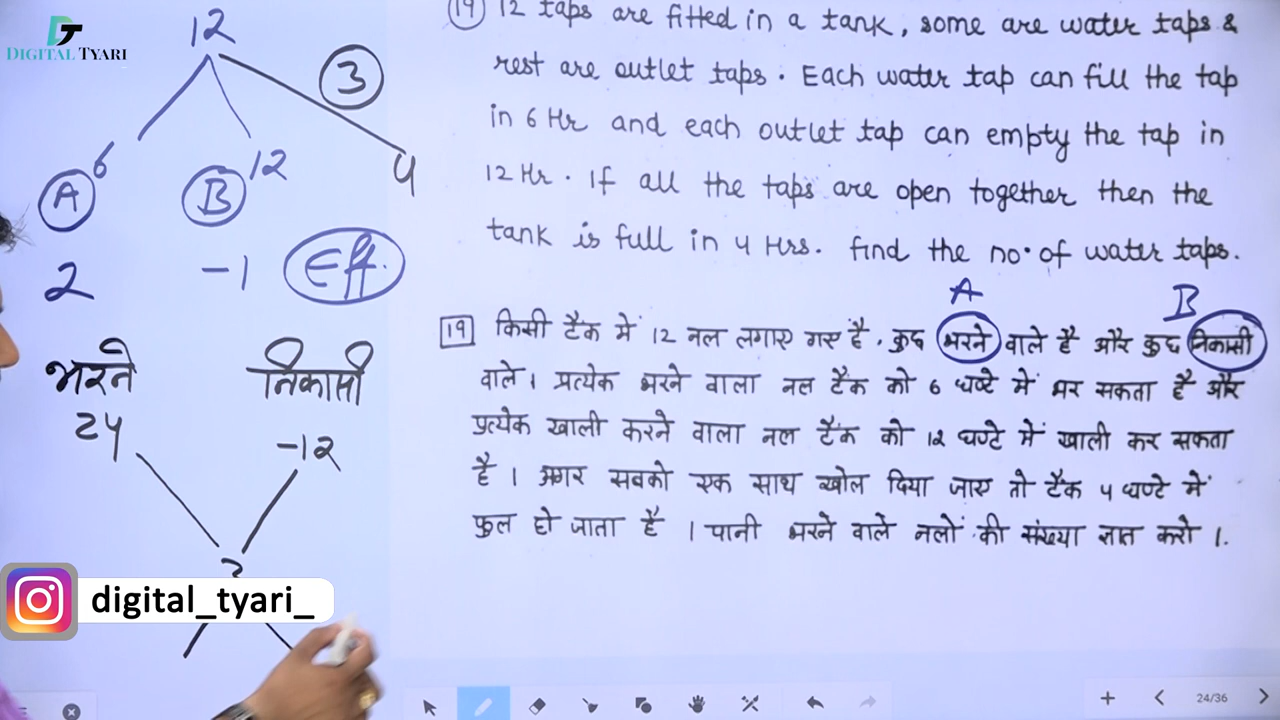 DIGITAL TYARI
12
3
A 6
B 12
4
2
-1
Eff.
भरने
निकासी
24
-12
3
(19) 12 taps are fitted in a tank, some are water taps &
rest are outlet taps. Each water tap can fill the tap
in 6 Hr and each outlet tap can empty the tap in
12 Hr. If all the taps are open together then the
tank is full in 4 Hrs. find the no. of water taps.
A
B
19 किसी टैंक में 12 नल लगाए गए है, कुछ भरने वाले है और कुछ निकासी
वाले । प्रत्येक भरने वाला नल टैंक को 6 घण्टे में भर सकता है और
प्रत्येक खाली करने वाला नल टैंक को 12 घण्टे में खाली कर सकता
है । अगर सबको एक साथ खोल दिया जाए तो टैंक 4 घण्टे में
फुल हो जाता है । पानी भरने वाले नलों की संख्या ज्ञात करो ।.
digital_tyari_
24/36